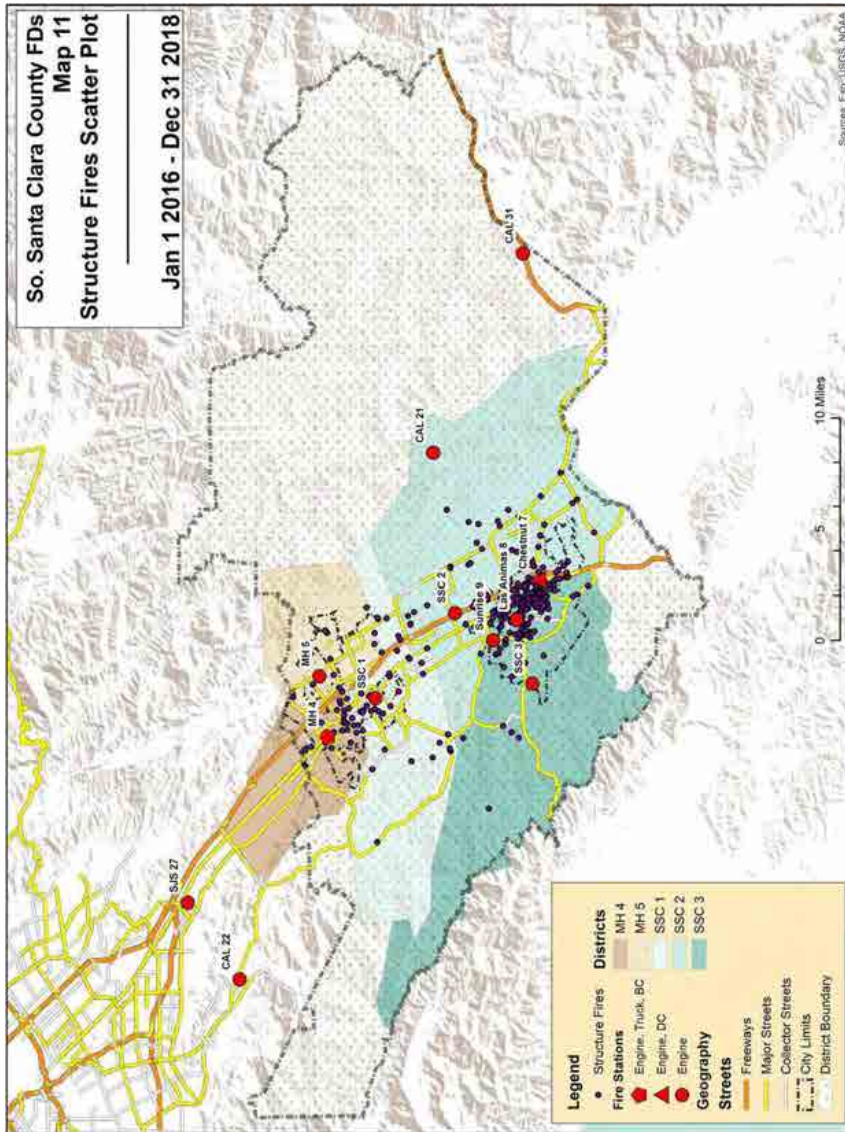 So. Santa Clara County FDs
Map 11
Structure Fires Scatter Plot
Jan 1 2016 - Dec 31 2018
SJS 27
CAL 22
MH 4
MH 5
SSC 1
SSC 2
Sunrise 9
Las Animas 8
Chestnut 7
SSC 3
CAL 21
CAL 31
Legend
Structure Fires
Fire Stations
Engine, Truck, BC
Engine, DC
Engine
Geography
Streets
Freeways
Major Streets
Collector Streets
City Limits
District Boundary
Districts
MH 4
MH 5
SSC 1
SSC 2
SSC 3
0 5 10 Miles
Sources: Esri, USGS, NOAA